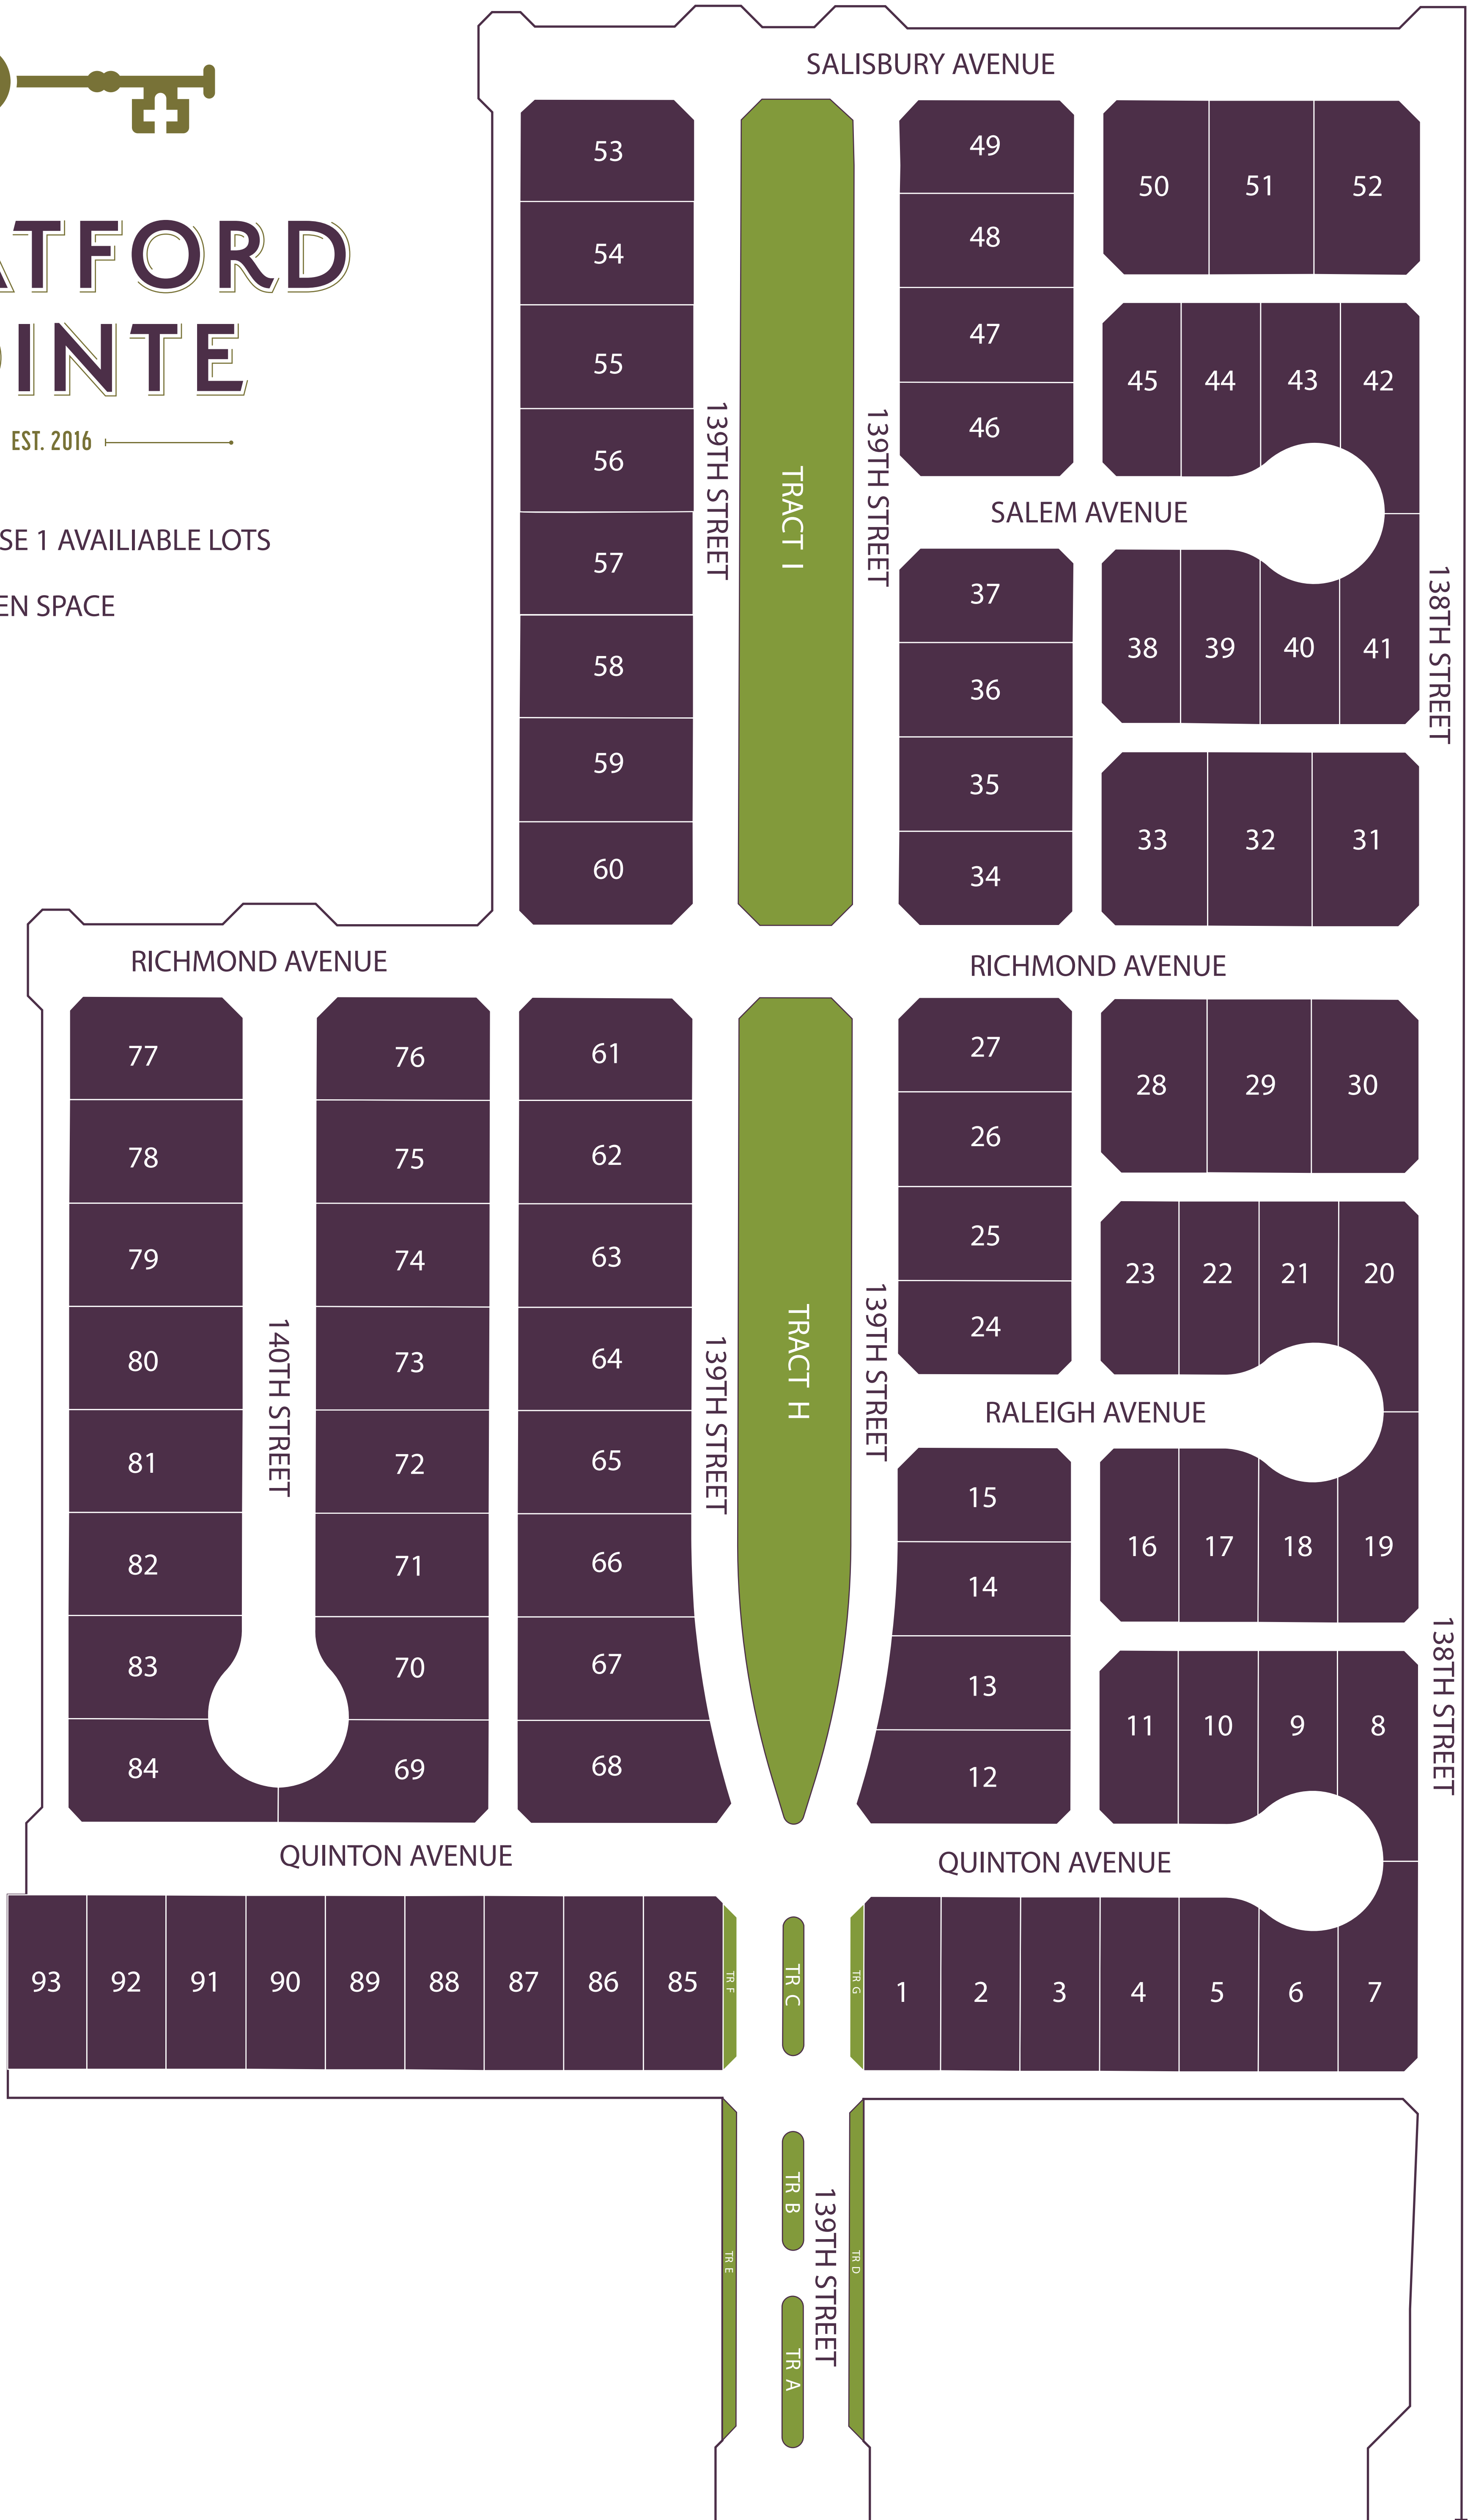 ATFORD
OINTE
EST. 2016
SE 1 AVAILIABLE LOTS
EN SPACE
SALISBURY AVENUE
53
54
55
56
57
58
59
60
139TH STREET
TRACT I
139TH STREET
49
48
47
46
50 51 52
45 44 43 42
SALEM AVENUE
37
36
35
34
38 39 40 41
33 32 31
138TH STREET
RICHMOND AVENUE
RICHMOND AVENUE
77
78
79
80
81
82
83
84
140TH STREET
76
75
74
73
72
71
70
69
61
62
63
64
65
66
67
68
139TH STREET
TRACT H
139TH STREET
27
26
25
24
28 29 30
23 22 21 20
RALEIGH AVENUE
15
14
13
12
16 17 18 19
11 10 9 8
138TH STREET
QUINTON AVENUE
QUINTON AVENUE
93 92 91 90 89 88 87 86 85
TR F
TR C
TR G
1 2 3 4 5 6 7
TR B
139TH STREET
TR E
TR D
TR A